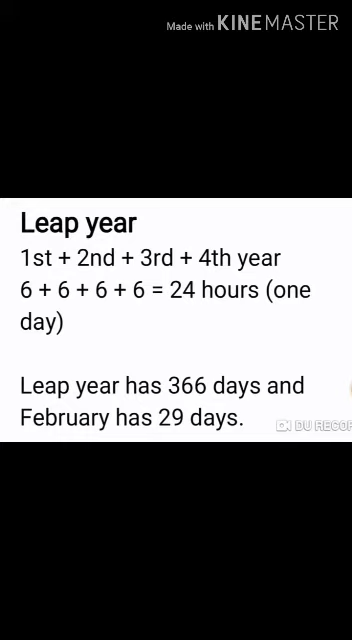 Made with KINEMASTER
Leap year
1st + 2nd + 3rd + 4th year
6 + 6 + 6 + 6 = 24 hours (one
day)
Leap year has 366 days and
February has 29 days.
DU RECOR